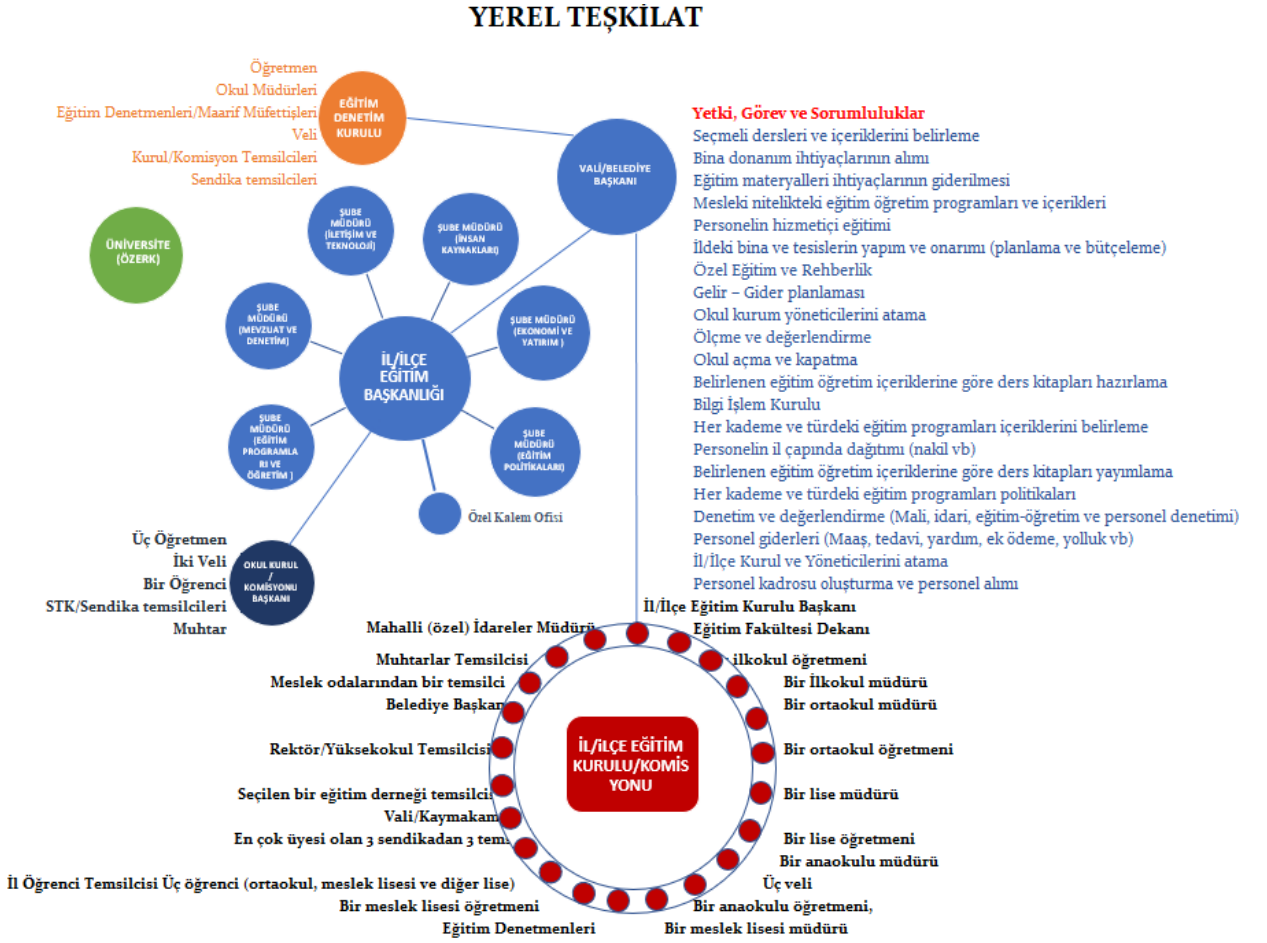 YEREL TEŞKİLAT
Öğretmen
Okul Müdürleri
Eğitim Denetmenleri/Maarif Müfettişleri
Veli
Kurul/Komisyon Temsilcileri
Sendika temsilcileri
EĞİTİM
DENETİM
KURULU
VALİ/BELEDİYE
BAŞKANI
ÜNİVERSİTE
(ÖZERK)
ŞUBE
MÜDÜRÜ
(İLETİŞİM VE
TEKNOLOJİ)
ŞUBE MÜDÜRÜ
(İNSAN
KAYNAKLARI)
ŞUBE
MÜDÜRÜ
(MEVZUAT VE
DENETİM)
ŞUBE MÜDÜRÜ
(EKONOMİ VE
YATIRIM )
İL/İLÇE
EĞİTİM
BAŞKANLIĞI
ŞUBE
MÜDÜRÜ
(EĞİTİM
PROGRAMLA
RI VE
ÖĞRETİM )
ŞUBE
MÜDÜRÜ
(EĞİTİM
POLİTİKALARI)
Özel Kalem Ofisi
Üç Öğretmen
İki Veli
Bir Öğrenci
STK/Sendika temsilcileri
Muhtar
OKUL KURUL
/
KOMİSYONU
BAŞKANI
Yetki, Görev ve Sorumluluklar
Seçmeli dersleri ve içeriklerini belirleme
Bina donanım ihtiyaçlarının alımı
Eğitim materyalleri ihtiyaçlarının giderilmesi
Mesleki nitelikteki eğitim öğretim programları ve içerikleri
Personelin hizmetiçi eğitimi
İldeki bina ve tesislerin yapım ve onarımı (planlama ve bütçeleme)
Özel Eğitim ve Rehberlik
Gelir – Gider planlaması
Okul kurum yöneticilerini atama
Ölçme ve değerlendirme
Okul açma ve kapatma
Belirlenen eğitim öğretim içeriklerine göre ders kitapları hazırlama
Bilgi İşlem Kurulu
Her kademe ve türdeki eğitim programları içeriklerini belirleme
Personelin il çapında dağıtımı (nakil vb)
Belirlenen eğitim öğretim içeriklerine göre ders kitapları yayımlama
Her kademe ve türdeki eğitim programları politikaları
Denetim ve değerlendirme (Mali, idari, eğitim-öğretim ve personel denetimi)
Personel giderleri (Maaş, tedavi, yardım, ek ödeme, yolluk vb)
İl/İlçe Kurul ve Yöneticilerini atama
Personel kadrosu oluşturma ve personel alımı
İl/İlçe Eğitim Kurulu Başkanı
Mahalli (özel) İdareler Müdürü
Eğitim Fakültesi Dekanı
Muhtarlar Temsilcisi
ilkokul öğretmeni
Meslek odalarından bir temsilci
Bir İlkokul müdürü
Belediye Başkan
Bir ortaokul müdürü
Rektör/Yüksekokul Temsilcisi
Bir ortaokul öğretmeni
İL/iLÇE EĞİTİM
KURULU/KOMİS
YONU
Seçilen bir eğitim derneği temsilci
Bir lise müdürü
Vali/Kaymakam
En çok üyesi olan 3 sendikadan 3 tems
Bir lise öğretmeni
Bir anaokulu müdürü
İl Öğrenci Temsilcisi Üç öğrenci (ortaokul, meslek lisesi ve diğer lise)
Üç veli
Bir meslek lisesi öğretmeni
Bir anaokulu öğretmeni,
Eğitim Denetmenleri
Bir meslek lisesi müdürü